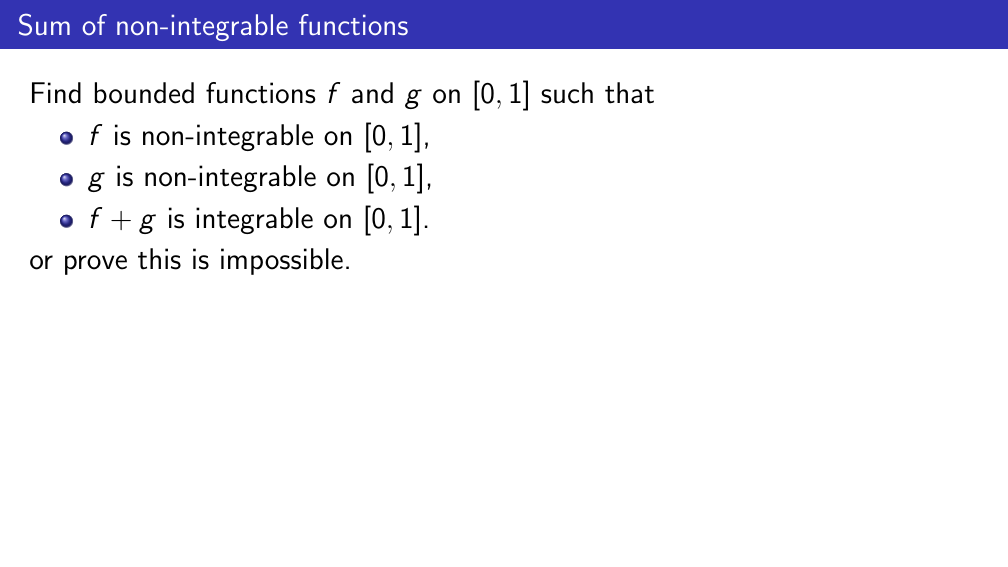 Sum of non-integrable functions
Find bounded functions f and g on [0, 1] such that
• f is non-integrable on [0, 1],
• g is non-integrable on [0, 1],
• f + g is integrable on [0, 1].
or prove this is impossible.